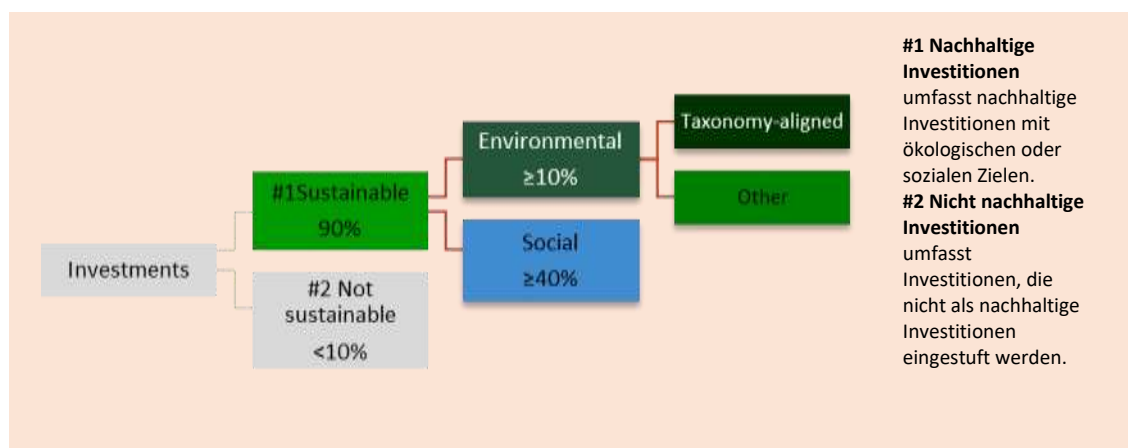 Investments
#1Sustainable
90%
#2 Not
sustainable
<10%
Environmental
≥10%
Social
≥40%
Taxonomy-aligned
Other
#1 Nachhaltige
Investitionen
umfasst nachhaltige
Investitionen mit
ökologischen oder
sozialen Zielen.
#2 Nicht nachhaltige
Investitionen
umfasst
Investitionen, die
nicht als nachhaltige
Investitionen
eingestuft werden.